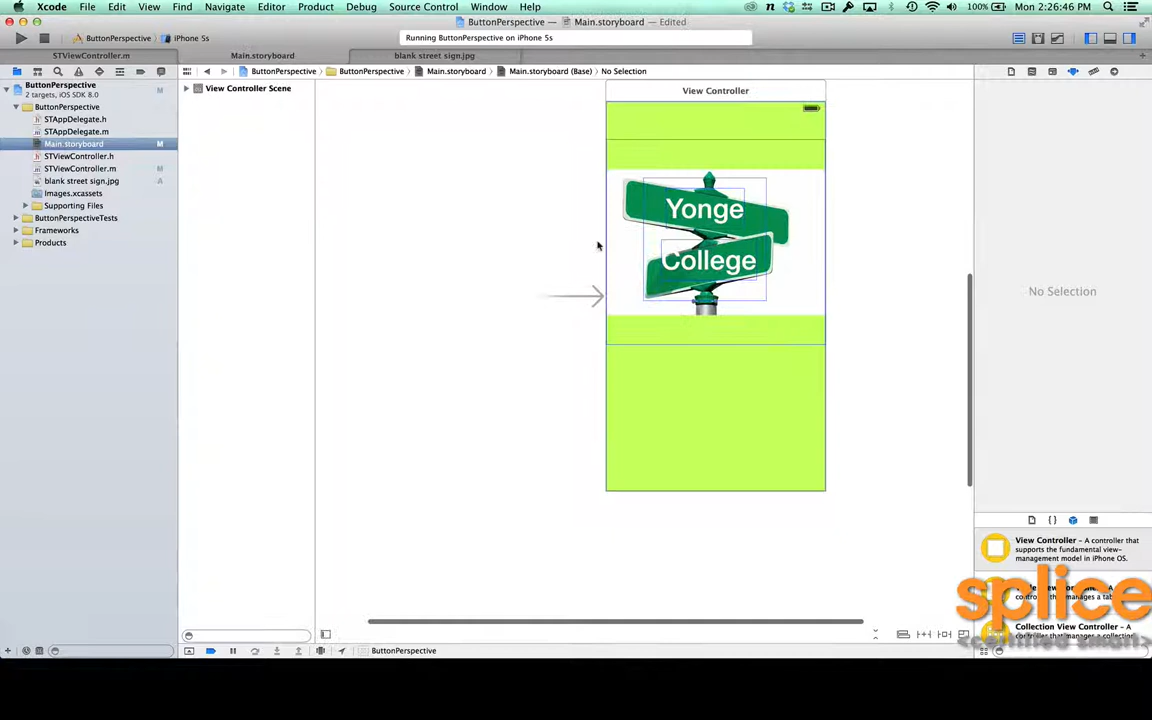 Xcode File Edit View Find Navigate Editor Product Debug Source Control Window Help
100% Mon 2:26:46 PM
ButtonPerspective — Main.storyboard — Edited
ButtonPerspective iPhone 5s
Running ButtonPerspective on iPhone 5s
STViewController.m Main.storyboard blank street sign.jpg
ButtonPerspective ButtonPerspective Main.storyboard Main.storyboard (Base) No Selection
ButtonPerspective M
2 targets, iOS SDK 8.0
ButtonPerspective
STAppDelegate.h
STAppDelegate.m
Main.storyboard M
STViewController.h
STViewController.m M
blank street sign.jpg A
Images.xcassets
Supporting Files
ButtonPerspectiveTests
Frameworks
Products
View Controller Scene
View Controller
Yonge
College
No Selection
View Controller – A controller that
supports the fundamental view-
management model in iPhone OS.
Collection View Controller – A
splice
<certified smart>
ButtonPerspective